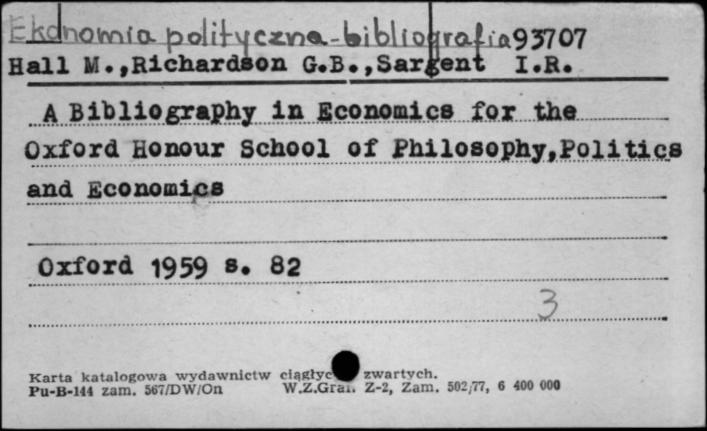 Ekonomia polityczna-bibliografia 93707
Hall M.,Richardson G.B.,Sargent I.R.
A Bibliography in Economics for the
Oxford Honour School of Philosophy,Politics
and Economics
Oxford 1959 s. 82
3
Karta katalogowa wydawnictw zwartych.
Pu-B-144 zam. 567/DW/On W.Z.Graf. Z-2, Zam. 502/77, 6 400 000